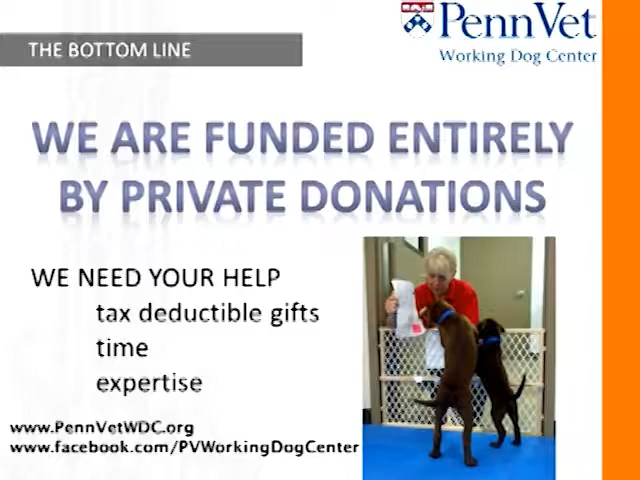 PennVet
Working Dog Center
THE BOTTOM LINE
WE ARE FUNDED ENTIRELY
BY PRIVATE DONATIONS
WE NEED YOUR HELP
tax deductible gifts
time
expertise
www.PennVetWDC.org
www.facebook.com/PVWorkingDogCenter